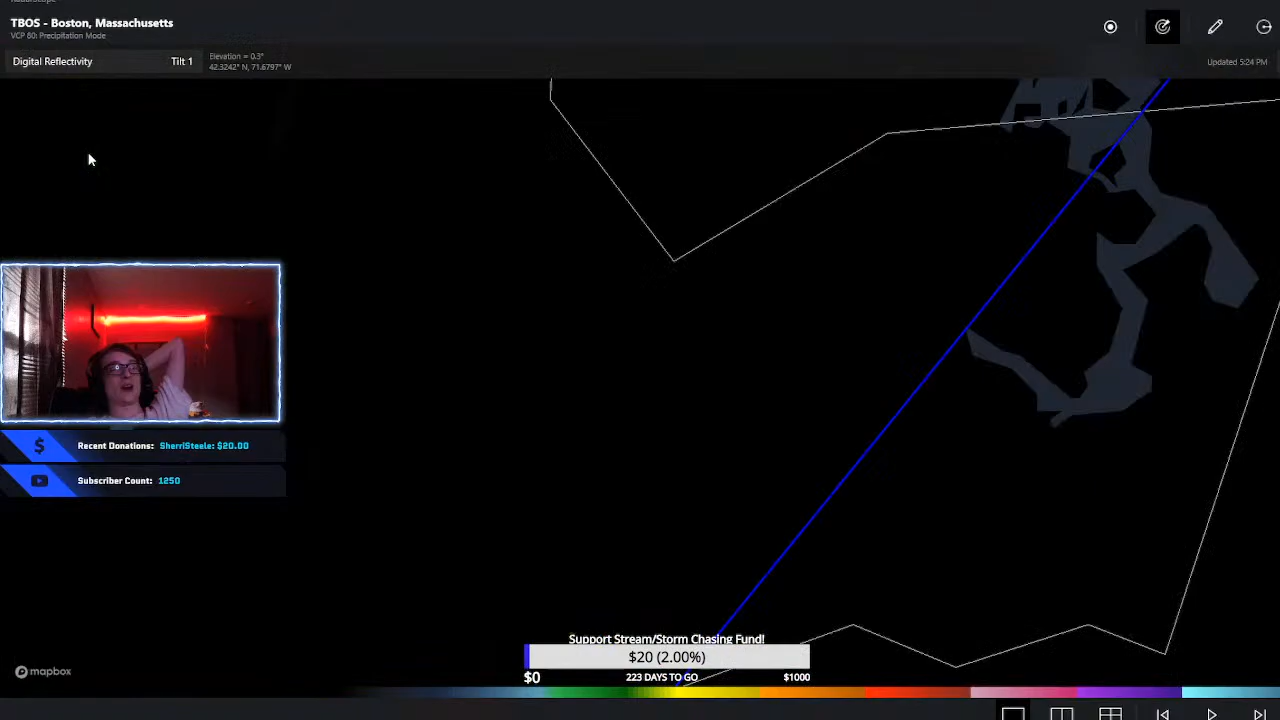 TBOS - Boston, Massachusetts
VCP 80: Precipitation Mode
Digital Reflectivity Tilt 1
Elevation = 0.3°
42.3242° N, 71.6797° W
Updated 5:24 PM
Recent Donations: SherriSteele: $20.00
Subscriber Count: 1250
Support Stream/Storm Chasing Fund!
$20 (2.00%)
$0 223 DAYS TO GO $1000
mapbox